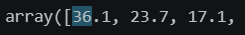 array([36.1, 23.7, 17.1,